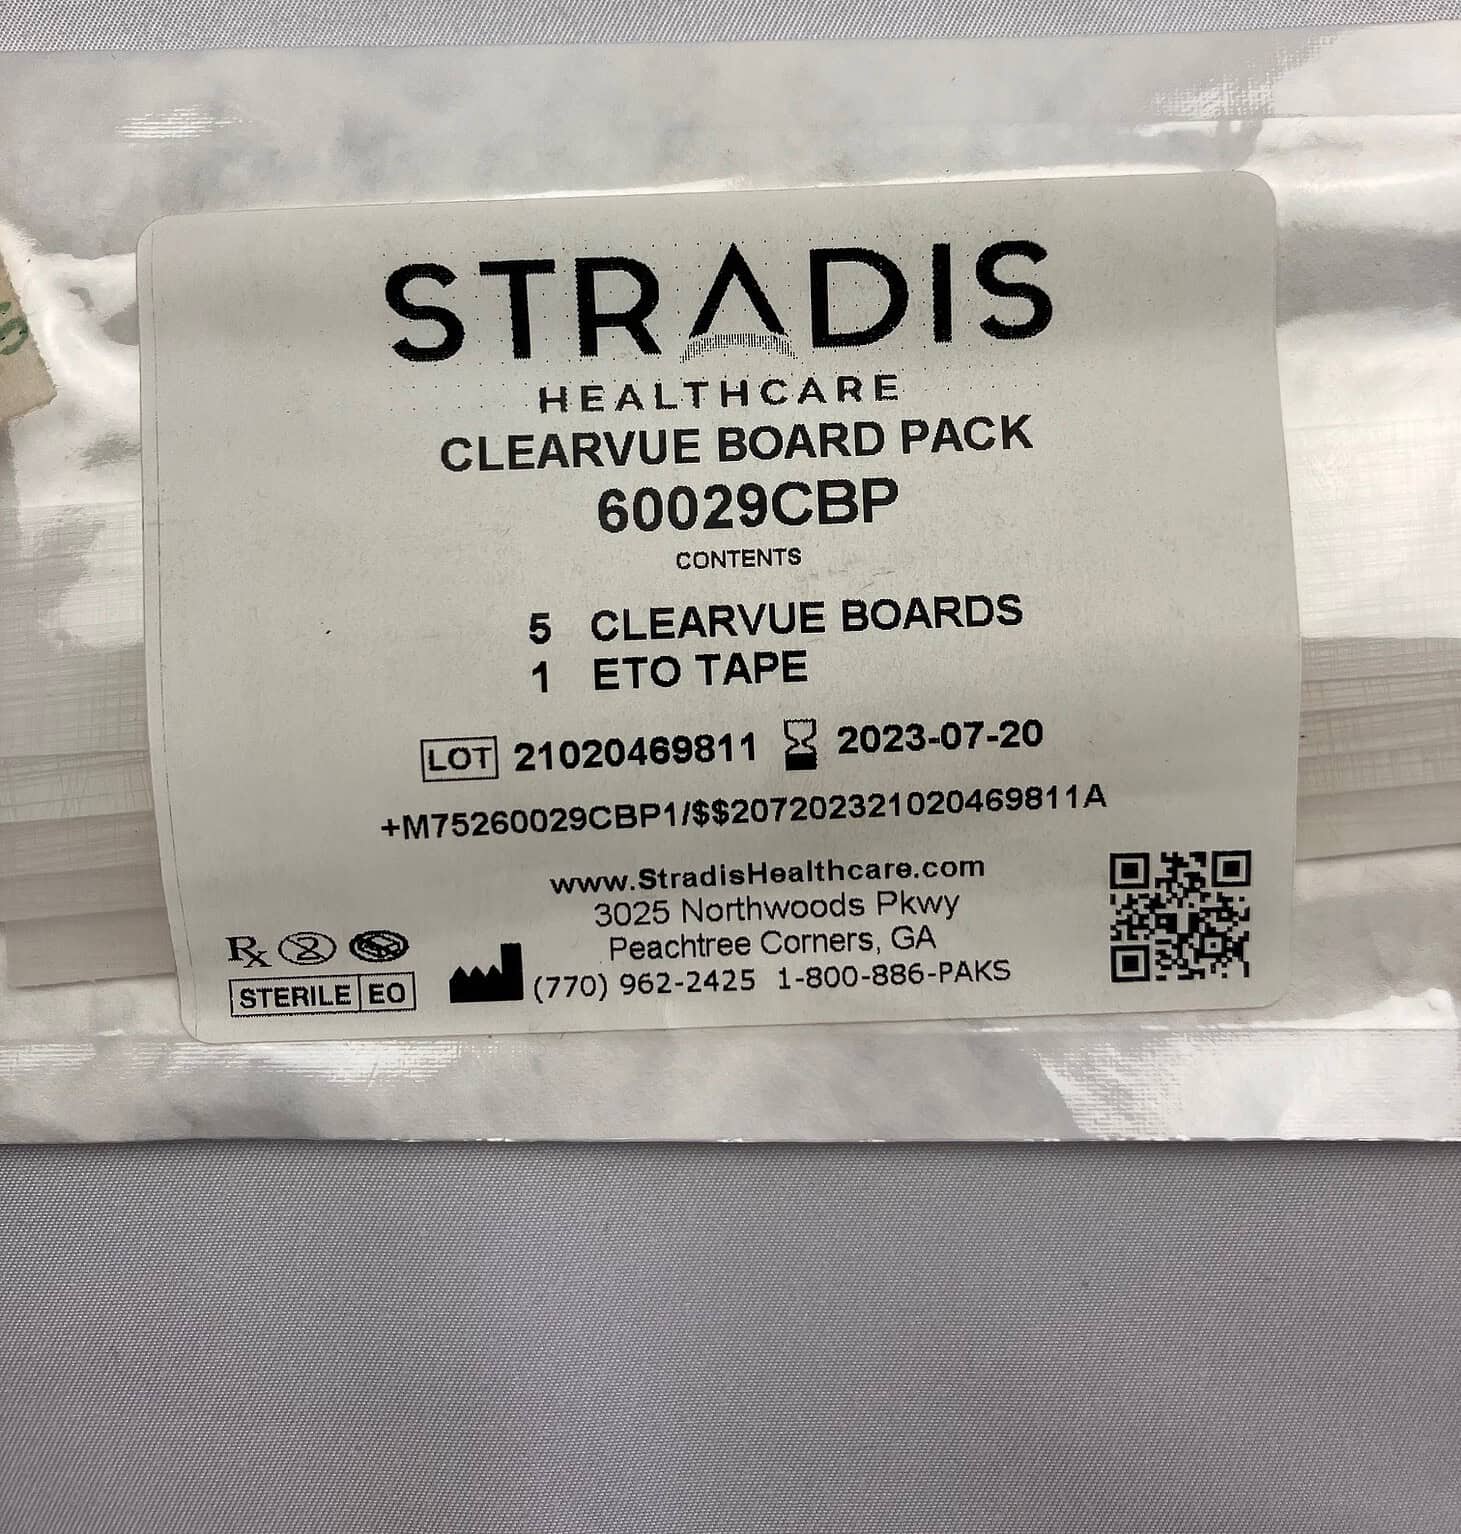 STRADIS
HEALTHCARE
CLEARVUE BOARD PACK
60029CBP
CONTENTS
5 CLEARVUE BOARDS
1 ETO TAPE
LOT 21020469811 2023-07-20
+M75260029CBP1/$$207202321020469811A
www.StradisHealthcare.com
3025 Northwoods Pkwy
Peachtree Corners, GA
(770) 962-2425 1-800-886-PAKS
Rx 2
STERILE EO